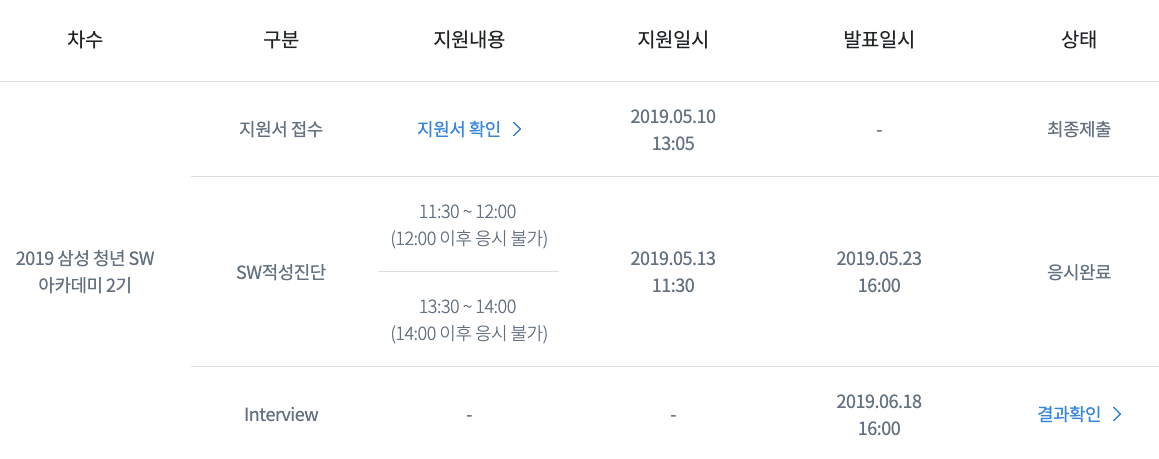 차수 구분 지원내용 지원일시 발표일시 상태
지원서 접수 지원서 확인 > 2019.05.10 - 최종제출
13:05
2019 삼성 청년 SW
아카데미 2기
SW적성진단
11:30 ~ 12:00
(12:00 이후 응시 불가)
13:30 ~ 14:00
(14:00 이후 응시 불가)
2019.05.13
11:30
2019.05.23
16:00
응시완료
Interview - - 2019.06.18 결과확인 >
16:00